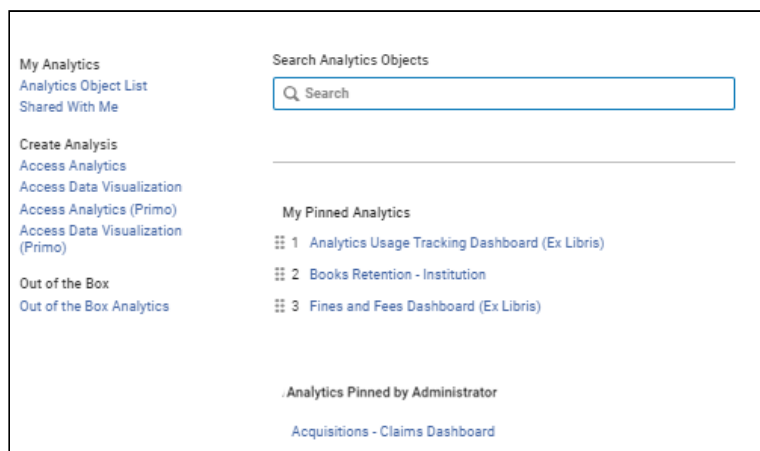 My Analytics
Analytics Object List
Shared With Me
Create Analysis
Access Analytics
Access Data Visualization
Access Analytics (Primo)
Access Data Visualization
(Primo)
Out of the Box
Out of the Box Analytics
Search Analytics Objects
Search
My Pinned Analytics
1 Analytics Usage Tracking Dashboard (Ex Libris)
2 Books Retention - Institution
3 Fines and Fees Dashboard (Ex Libris)
Analytics Pinned by Administrator
Acquisitions - Claims Dashboard